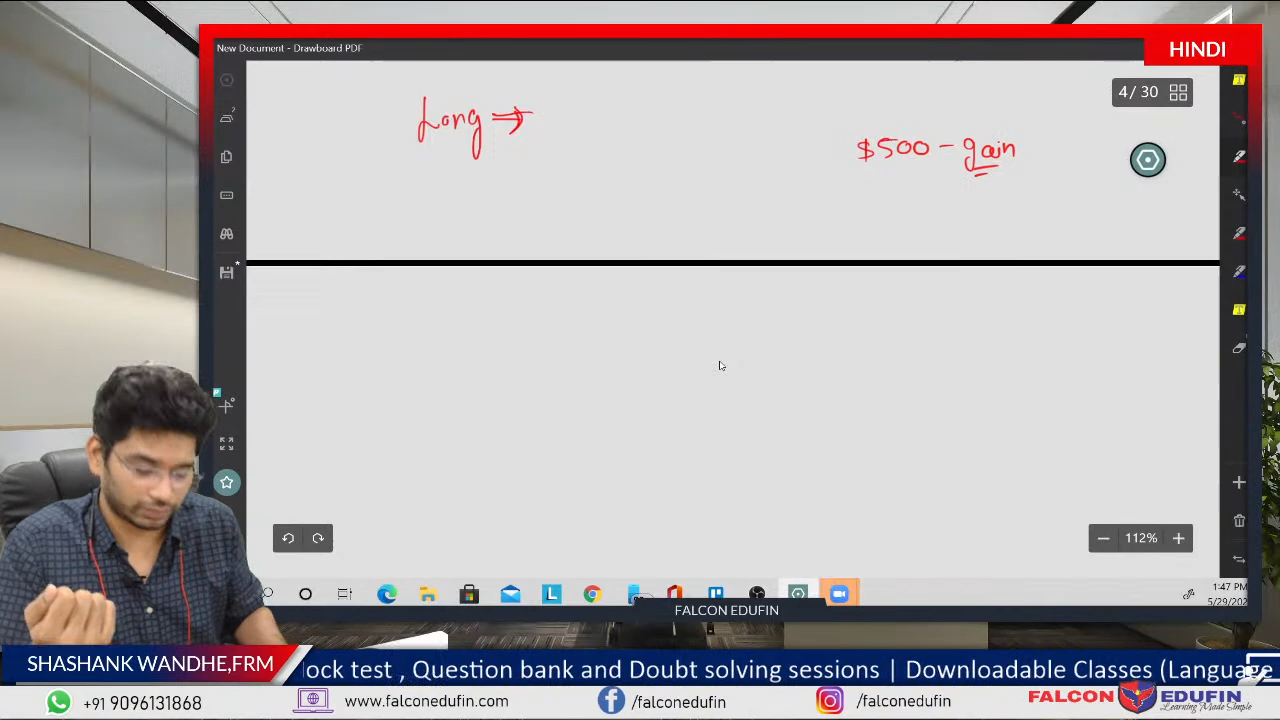 New Document - Drawboard PDF
HINDI
4 / 30
Long ⇒
$500 - gain
112%
1:47 PM
5/29/202
FALCON EDUFIN
SHASHANK WANDHE,FRM
lock test , Question bank and Doubt solving sessions | Downloadable Classes (Language
+91 9096131868
www.falconedufin.com
/falconedufin
/falconedufin
FALCON EDUFIN
Learning Made Simple